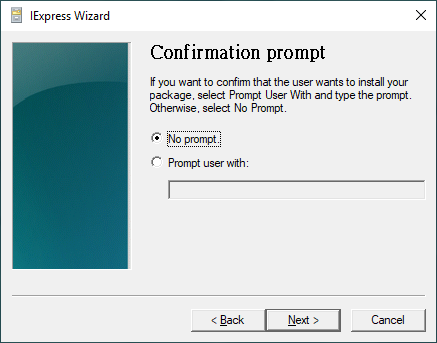 IExpress Wizard
Confirmation prompt
If you want to confirm that the user wants to install your
package, select Prompt User With and type the prompt.
Otherwise, select No Prompt.
No prompt.
Prompt user with:
< Back Next > Cancel